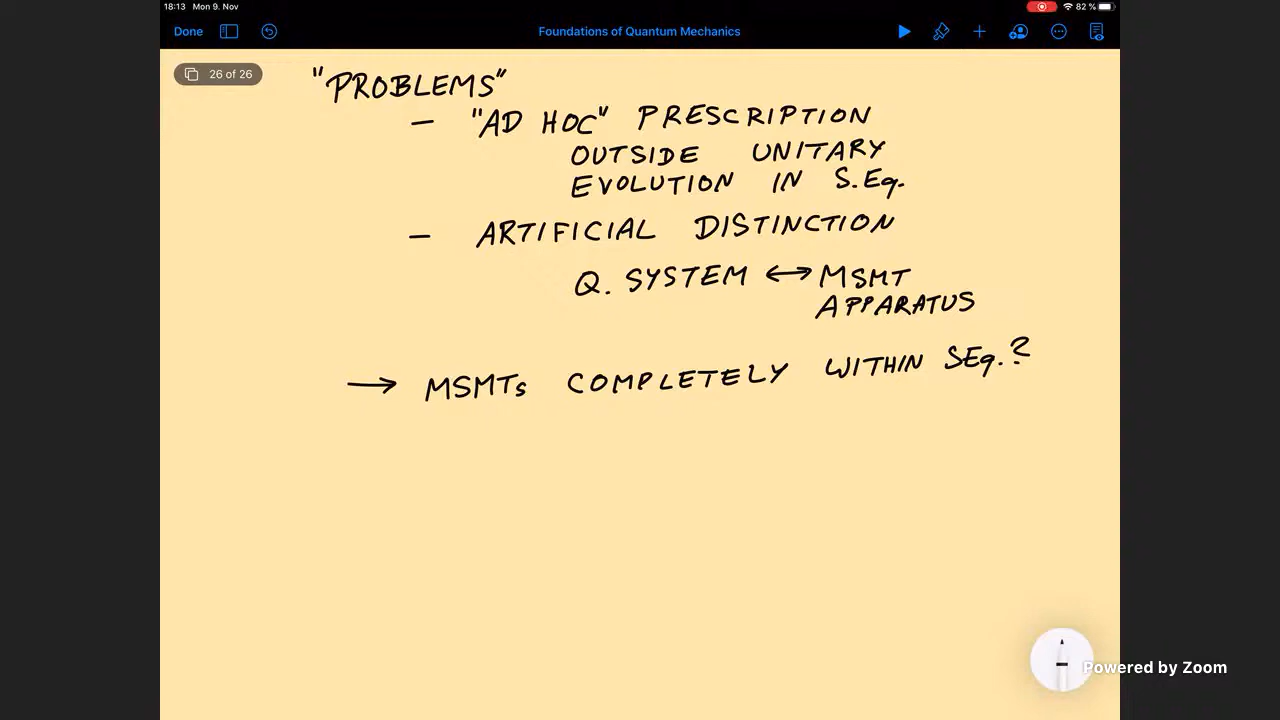 18:13 Mon 9. Nov
82 %
Done
Foundations of Quantum Mechanics
26 of 26
"PROBLEMS"
– "AD HOC" PRESCRIPTION
OUTSIDE UNITARY
EVOLUTION IN S.Eq.
– ARTIFICIAL DISTINCTION
Q. SYSTEM ↔ MSMT
APPARATUS
→ MSMTs COMPLETELY WITHIN SEq.?
Powered by Zoom